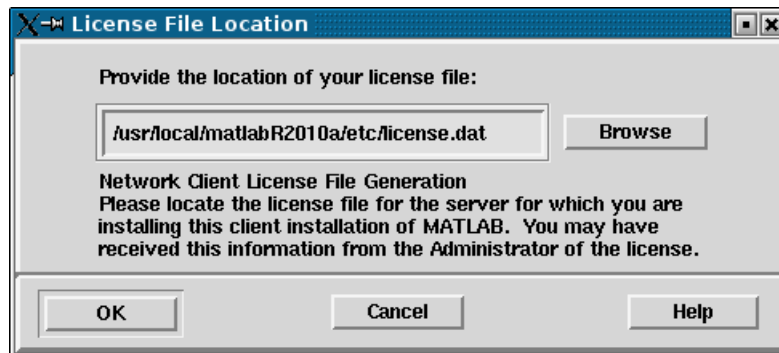 License File Location
Provide the location of your license file:
/usr/local/matlabR2010a/etc/license.dat
Browse
Network Client License File Generation
Please locate the license file for the server for which you are
installing this client installation of MATLAB.  You may have
received this information from the Administrator of the license.
OK
Cancel
Help